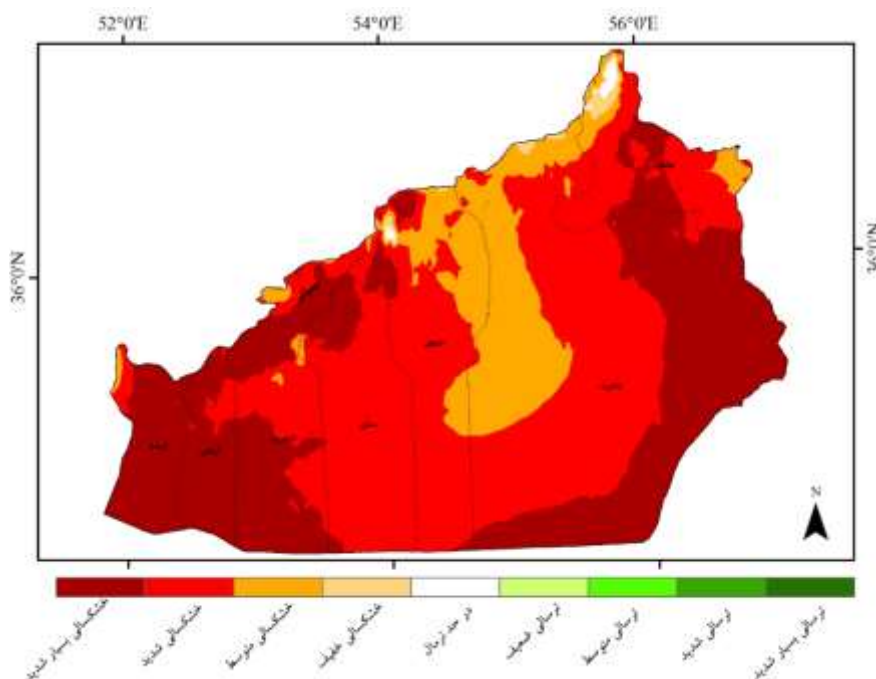 52°0'E 54°0'E 56°0'E
36°0'N
36°0'N
N
خشکسالی بسیار شدید
خشکسالی شدید
خشکسالی متوسط
خشکسالی خفیف
در حد نرمال
ترسالی ضعیف
ترسالی متوسط
ترسالی شدید
ترسالی بسیار شدید